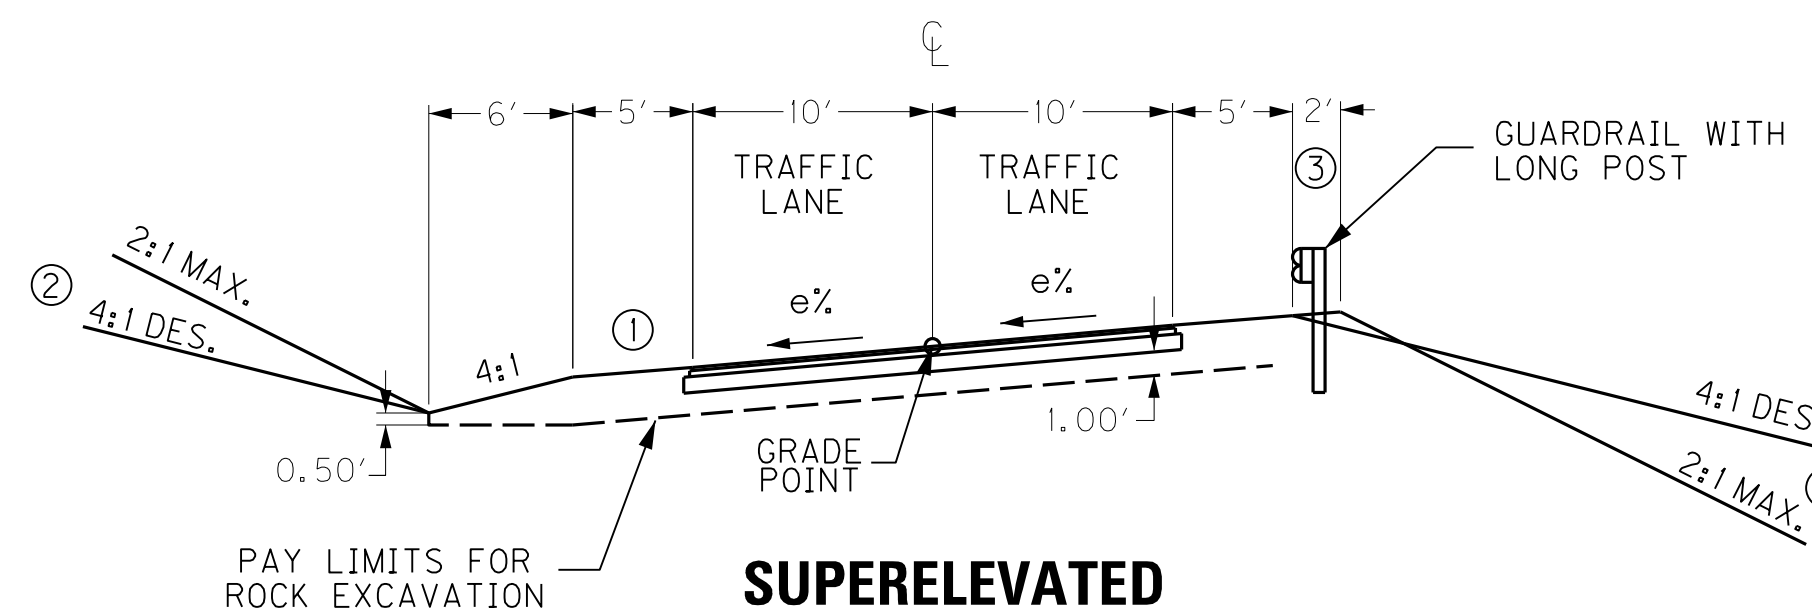 ℄
6' 5' 10' 10' 5' 2'
TRAFFIC
LANE
TRAFFIC
LANE
3
GUARDRAIL WITH
LONG POST
2:1 MAX.
2
4:1 DES.
4:1
1
e%
e%
0.50'
1.00'
GRADE
POINT
4:1 DES
2:1 MAX.
PAY LIMITS FOR
ROCK EXCAVATION
SUPERELEVATED